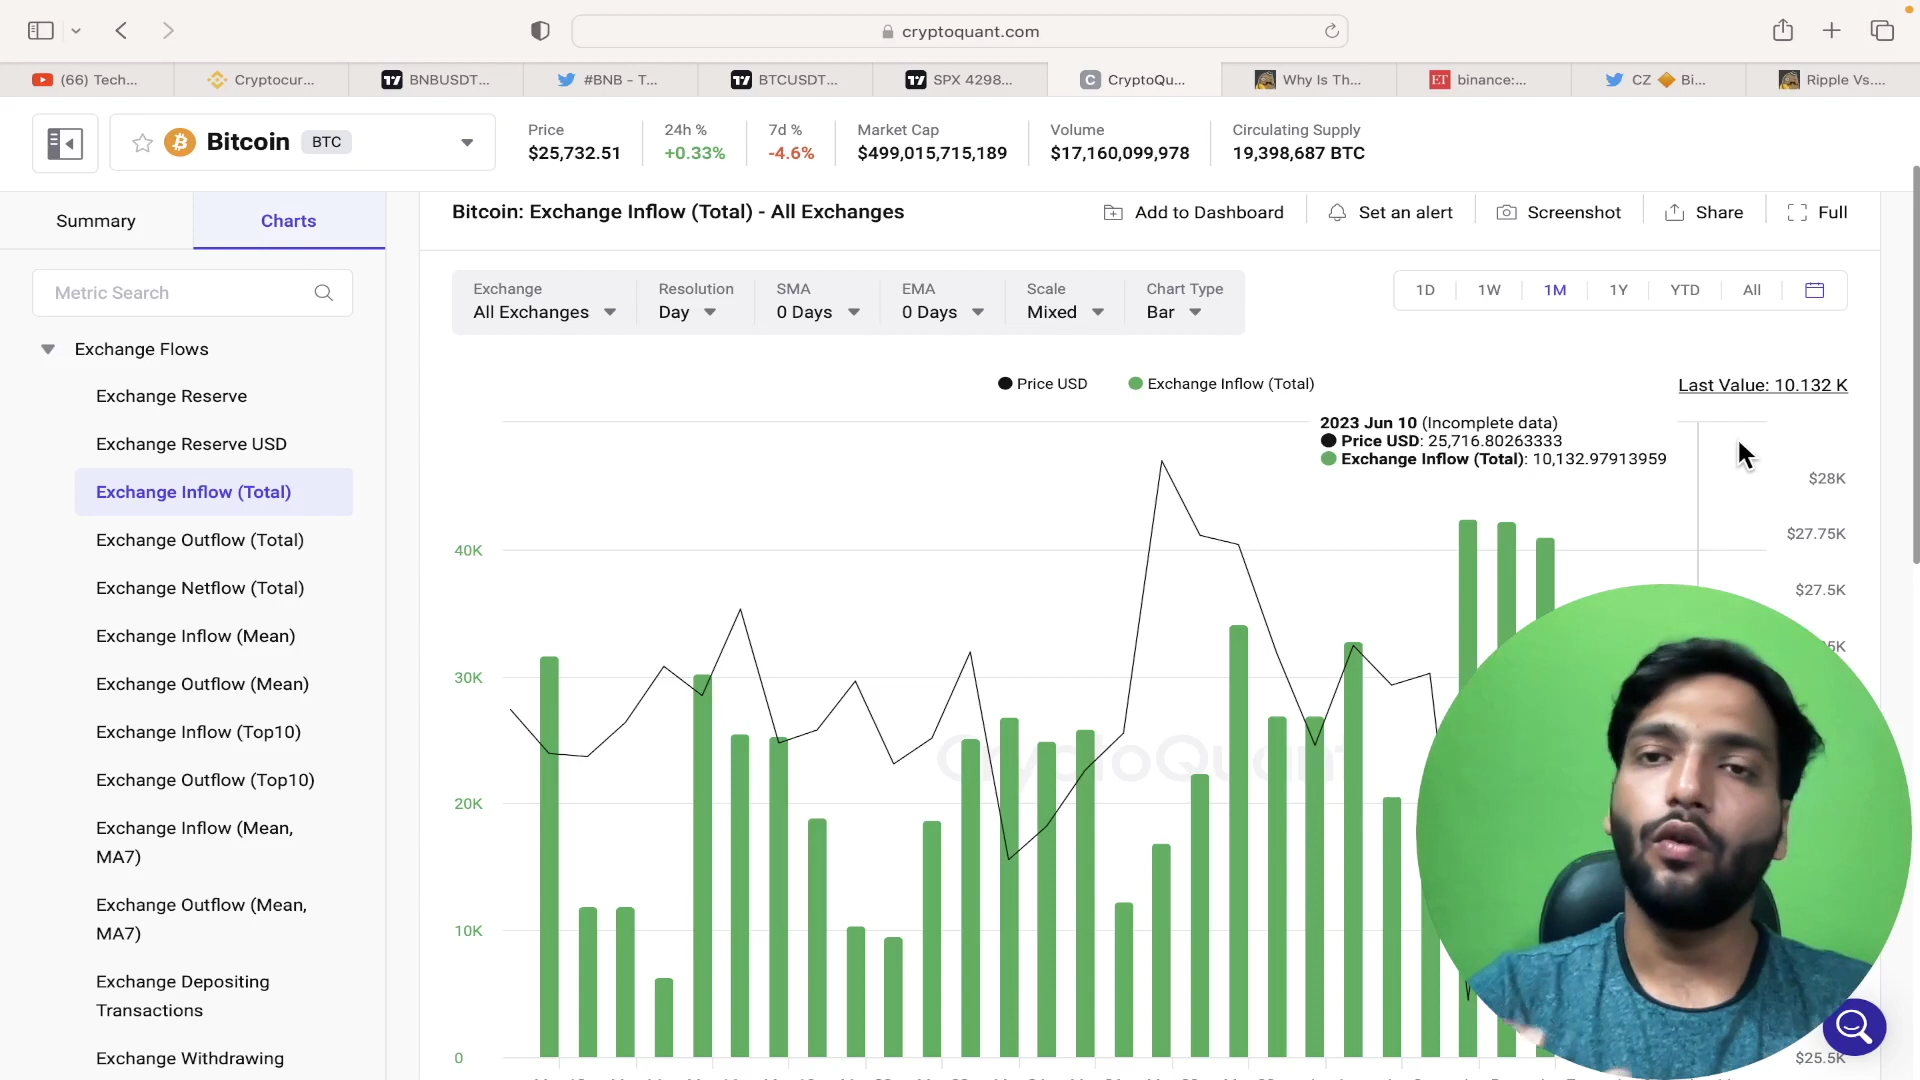 cryptoquant.com
(66) Tech...
Cryptocur...
BNBUSDT...
#BNB - T...
BTCUSDT...
SPX 4298...
CryptoQu...
Why Is Th...
ET binance:...
CZ 🔶 Bi...
Ripple Vs....
Bitcoin BTC
Price
$25,732.51
24h %
+0.33%
7d %
-4.6%
Market Cap
$499,015,715,189
Volume
$17,160,099,978
Circulating Supply
19,398,687 BTC
Summary
Charts
Metric Search
Exchange Flows
Exchange Reserve
Exchange Reserve USD
Exchange Inflow (Total)
Exchange Outflow (Total)
Exchange Netflow (Total)
Exchange Inflow (Mean)
Exchange Outflow (Mean)
Exchange Inflow (Top10)
Exchange Outflow (Top10)
Exchange Inflow (Mean,
MA7)
Exchange Outflow (Mean,
MA7)
Exchange Depositing
Transactions
Exchange Withdrawing
Bitcoin: Exchange Inflow (Total) - All Exchanges
Add to Dashboard
Set an alert
Screenshot
Share
Full
Exchange
All Exchanges
Resolution
Day
SMA
0 Days
EMA
0 Days
Scale
Mixed
Chart Type
Bar
1D
1W
1M
1Y
YTD
All
Price USD
Exchange Inflow (Total)
Last Value: 10.132 K
2023 Jun 10 (Incomplete data)
Price USD: 25,716.80263333
Exchange Inflow (Total): 10,132.97913959
40K
30K
20K
10K
0
$28K
$27.75K
$27.5K
5K
$25.5K
CryptoQuant